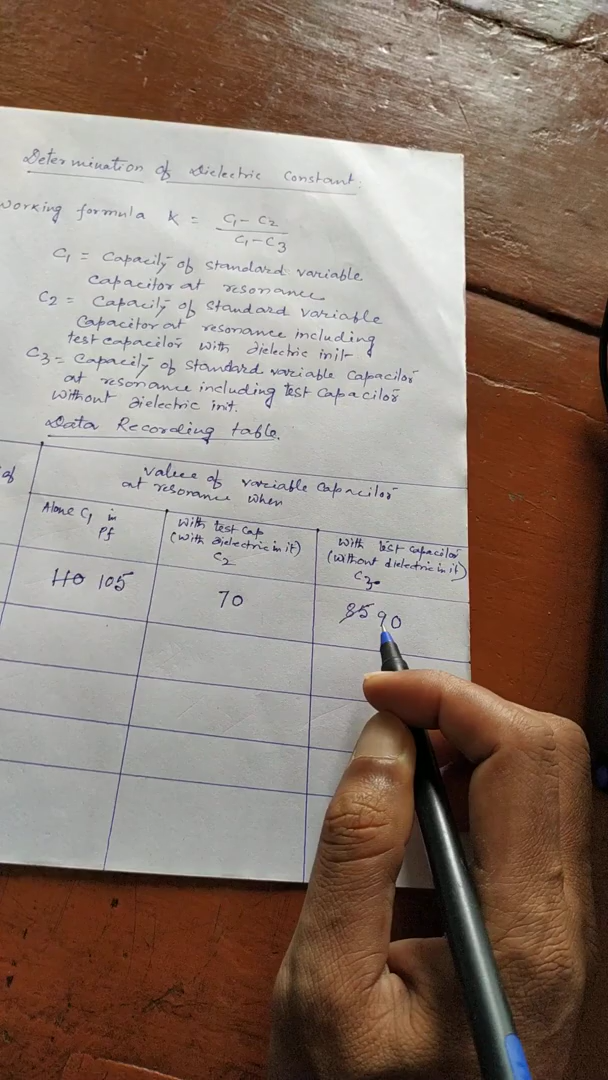 Determination of Dielectric Constant:
Working formula K = C1 - C2 / C1 - C3
C1 = Capacity of standard variable
capacitor at resonance
C2 = Capacity of standard variable
capacitor at resonance including
test capacitor with dielectric init
C3 = Capacity of standard variable capacitor
at resonance including test capacitor
without dielectric init.
Data Recording table.
of
value of variable capacitor
at resonance when
Alone C1 in
Pf
With test cap
(with dielectric in it)
C2
With test capacitor
(without dielectric in it)
C3
110 105
70
85 90